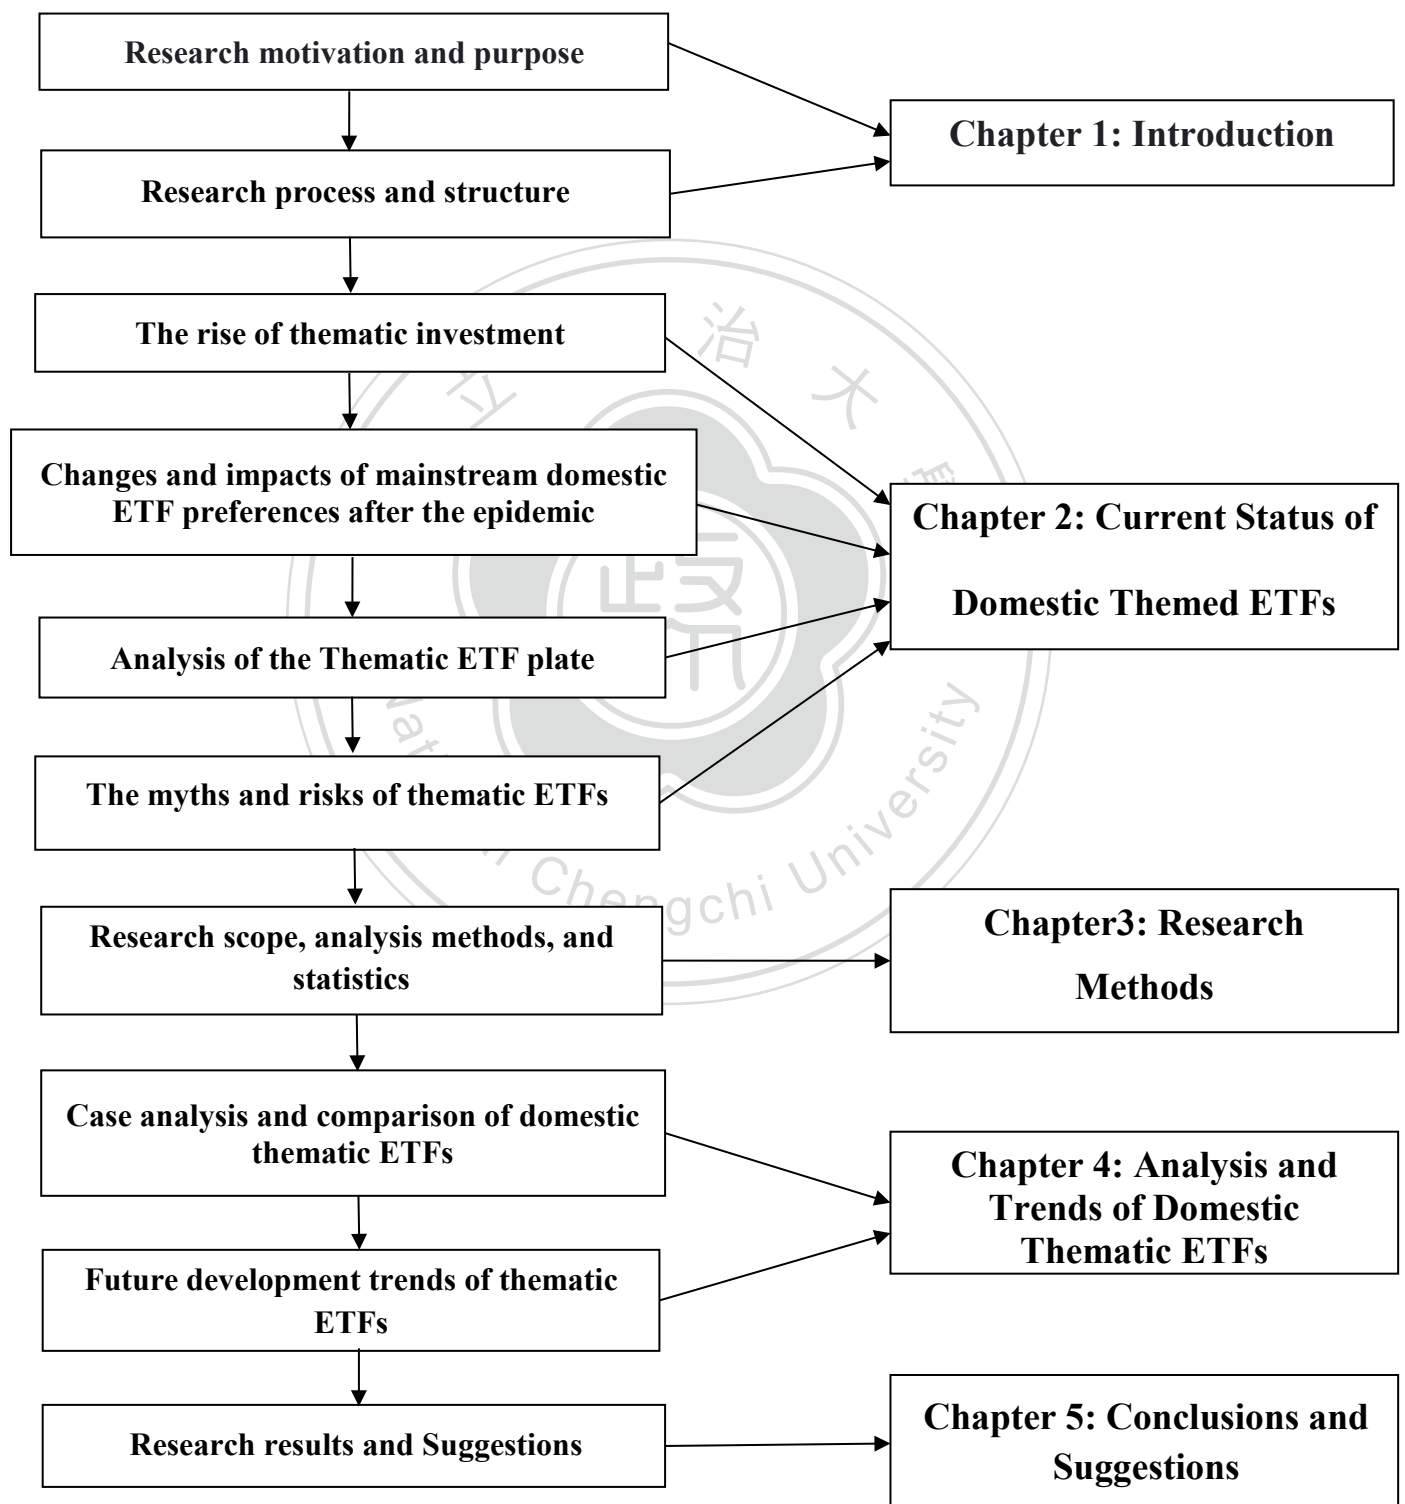 Research motivation and purpose
Chapter 1: Introduction
Research process and structure
The rise of thematic investment
Changes and impacts of mainstream domestic
ETF preferences after the epidemic
Chapter 2: Current Status of
Domestic Themed ETFs
Analysis of the Thematic ETF plate
The myths and risks of thematic ETFs
Research scope, analysis methods, and
statistics
Chapter3: Research
Methods
Case analysis and comparison of domestic
thematic ETFs
Chapter 4: Analysis and
Trends of Domestic
Thematic ETFs
Future development trends of thematic
ETFs
Research results and Suggestions
Chapter 5: Conclusions and
Suggestions
立 治 大
政
Chengchi University